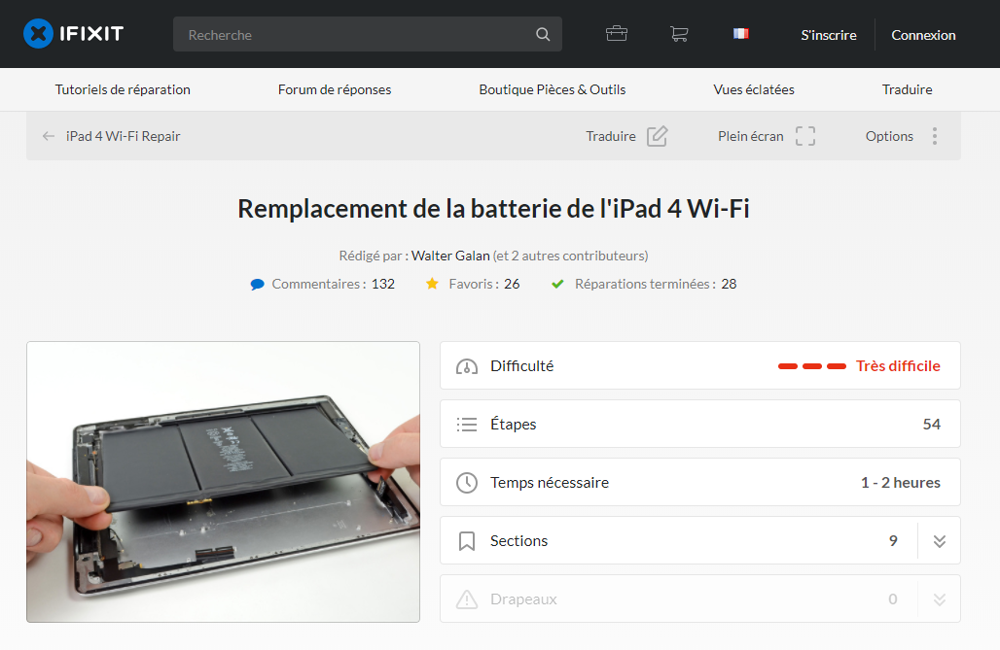 IFIXIT
Recherche
S'inscrire
Connexion
Tutoriels de réparation
Forum de réponses
Boutique Pièces & Outils
Vues éclatées
Traduire
iPad 4 Wi-Fi Repair
Traduire
Plein écran
Options
Remplacement de la batterie de l'iPad 4 Wi-Fi
Rédigé par : Walter Galan (et 2 autres contributeurs)
Commentaires : 132
Favoris : 26
Réparations terminées : 28
Difficulté
Très difficile
Étapes
54
Temps nécessaire
1 - 2 heures
Sections
9
Drapeaux
0